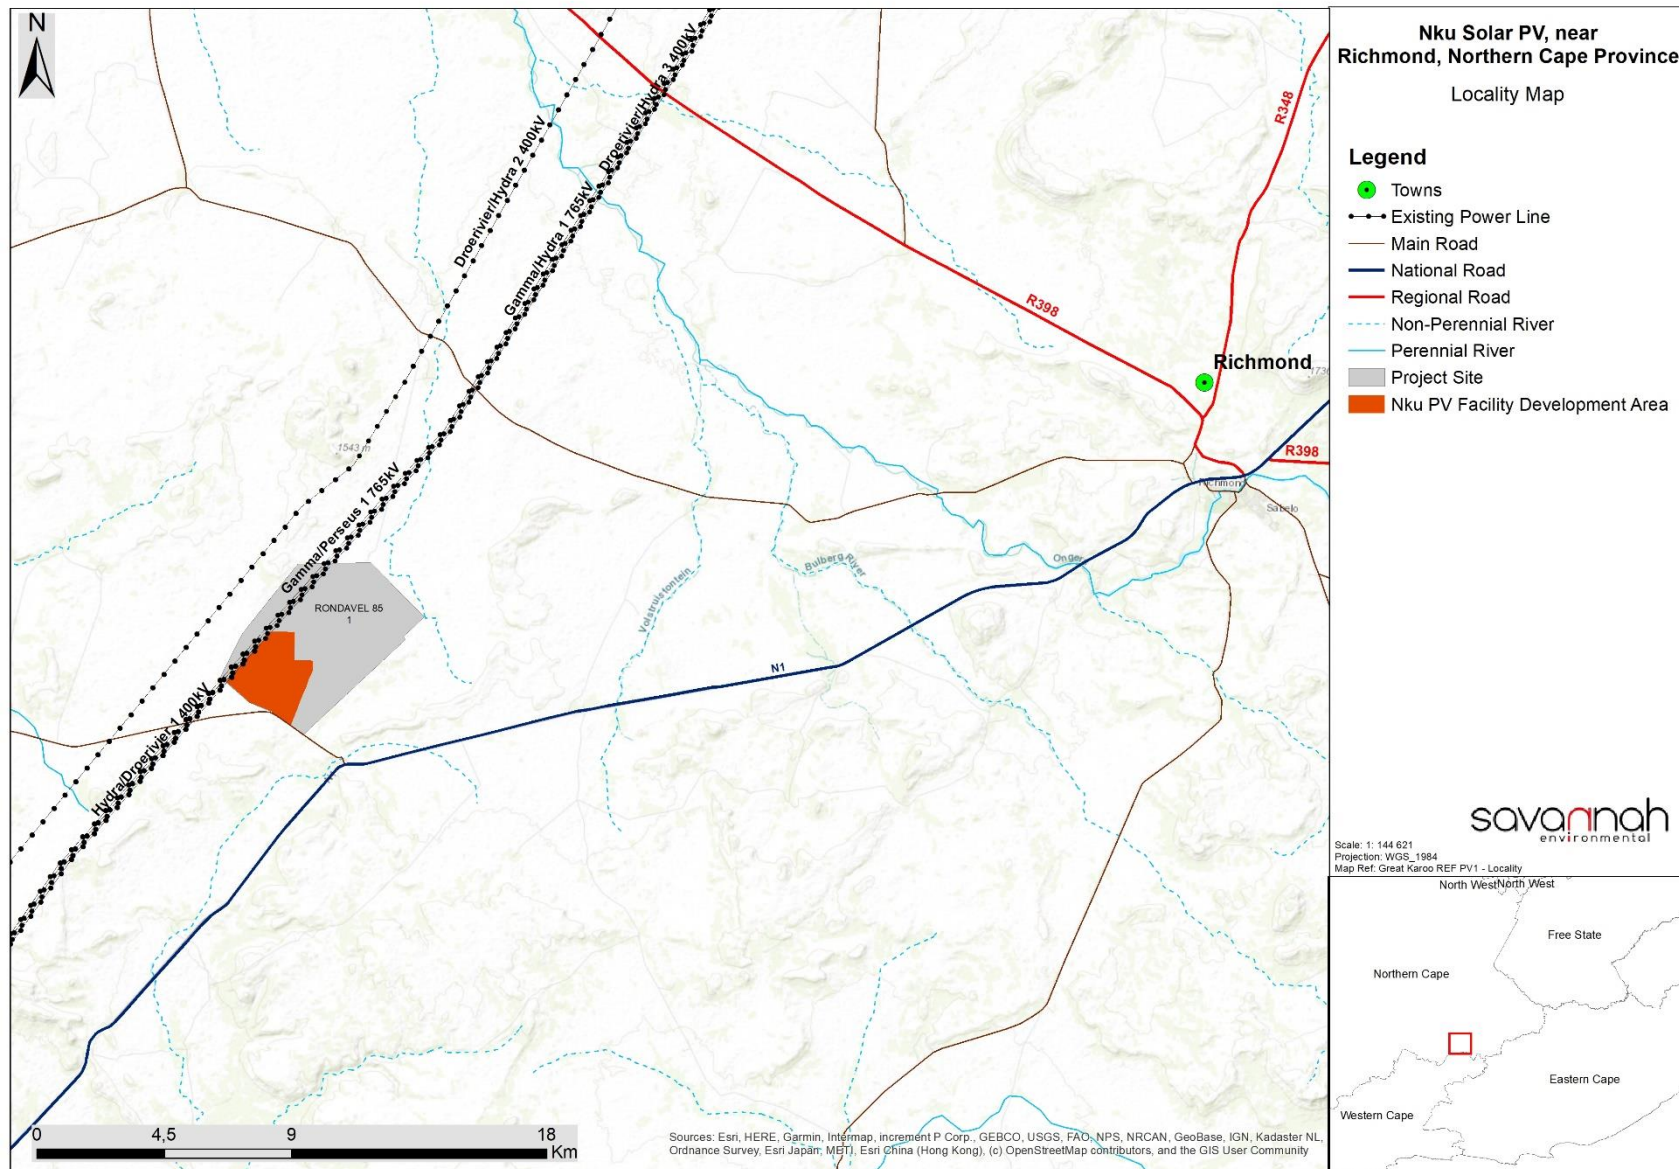 N
Droerivier/Hydra 3 400kV
Droerivier/Hydra 2 400kV
Gamma/Hydra 1 765kV
R348
R398
Richmond
1543 m
R398
Gamma/Perseus 1 765kV
Richmond
Sabelo
Onger
Bulberg River
RONDAVEL 85
1
N1
Hydra/Droerivier 1 400kV
0 4,5 9 18
Km
Sources: Esri, HERE, Garmin, Intermap, increment P Corp., GEBCO, USGS, FAO, NPS, NRCAN, GeoBase, IGN, Kadaster NL,
Ordnance Survey, Esri Japan, METI, Esri China (Hong Kong), (c) OpenStreetMap contributors, and the GIS User Community
Nku Solar PV, near
Richmond, Northern Cape Province
Locality Map
Legend
Towns
Existing Power Line
Main Road
National Road
Regional Road
Non-Perennial River
Perennial River
Project Site
Nku PV Facility Development Area
savannah
environmental
Scale: 1: 144 621
Projection: WGS_1984
Map Ref: Great Karoo REF PV1 - Locality
North West North West
Free State
Northern Cape
Eastern Cape
Western Cape